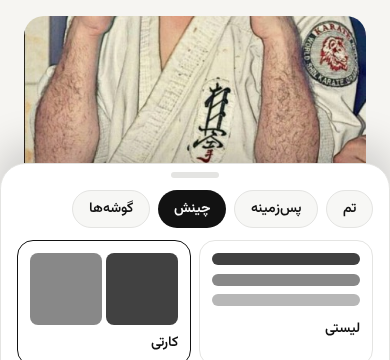 تم
پس‌زمینه
چینش
گوشه‌ها
لیستی
کارتی